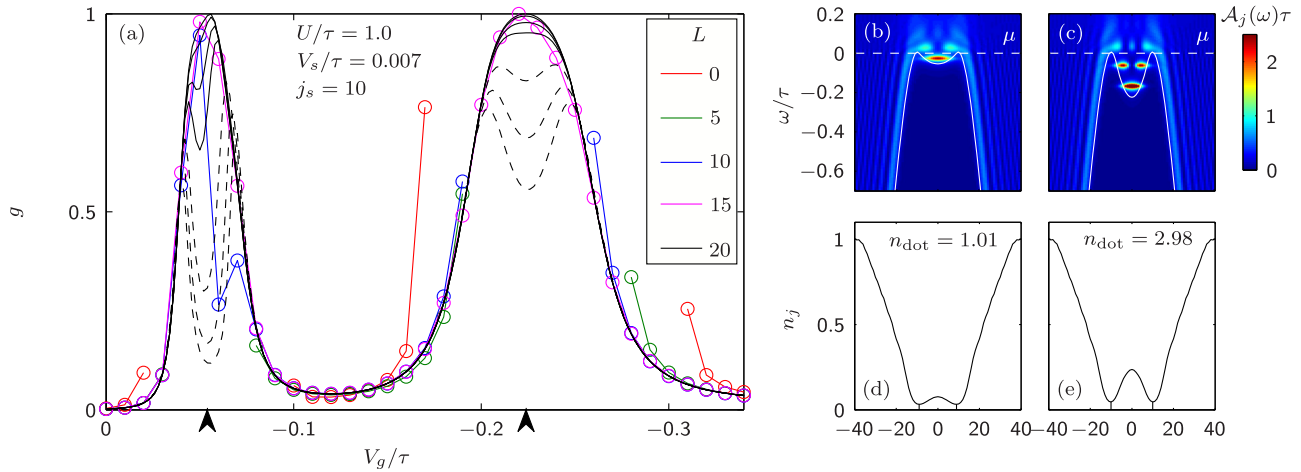 (a)
U/τ = 1.0
V_s/τ = 0.007
j_s = 10
L
0
5
10
15
20
g
1
0.5
0
0
−0.1
−0.2
−0.3
V_g/τ
(b)
μ
(c)
μ
A_j(ω)τ
0.2
0
−0.2
−0.4
−0.6
ω/τ
2
1
0
n_dot = 1.01
n_dot = 2.98
1
0.5
0
n_j
(d)
(e)
−40
−20
0
20
40
−20
0
20
40